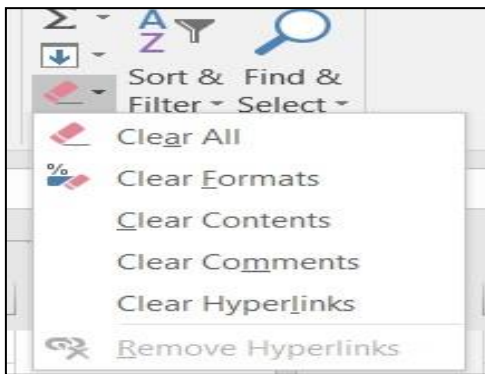 Σ A
Z
Sort & Find &
Filter Select
Clear All
% Clear Formats
Clear Contents
Clear Comments
Clear Hyperlinks
Remove Hyperlinks